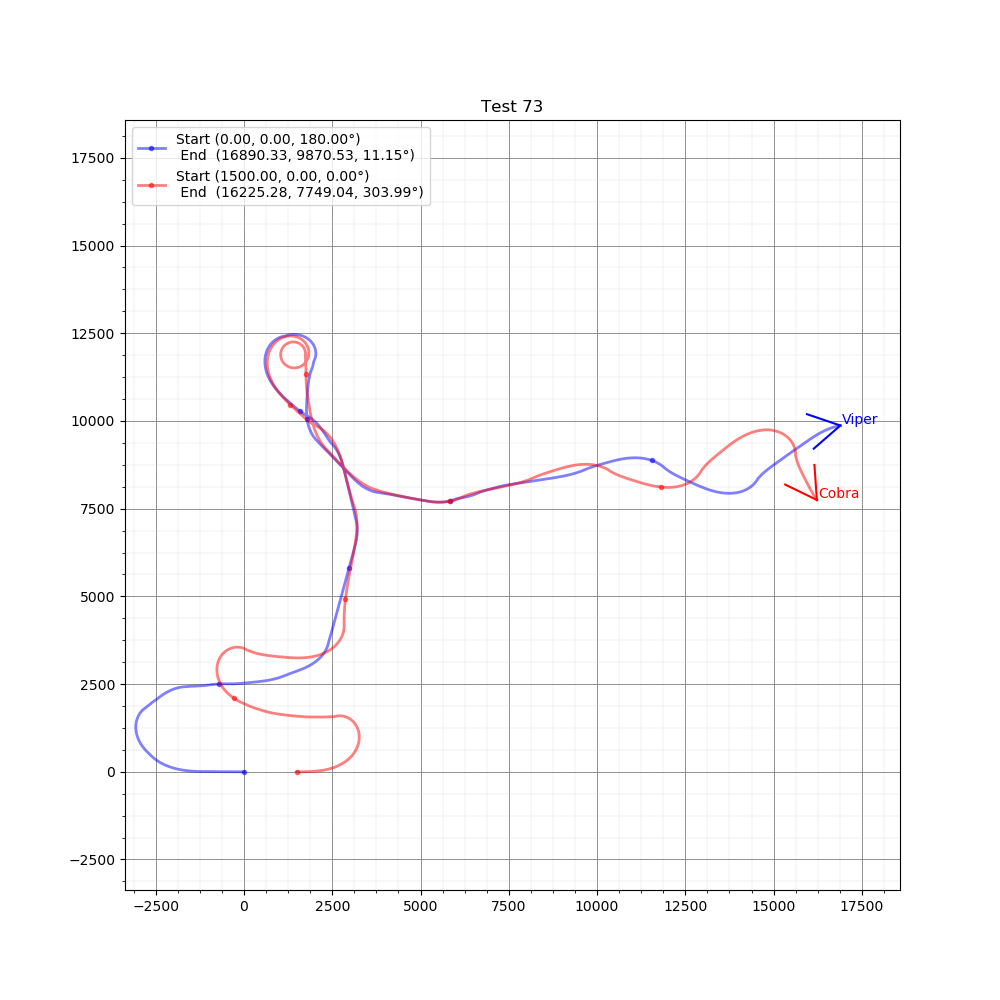 Test 73
Start (0.00, 0.00, 180.00°)
End  (16890.33, 9870.53, 11.15°)
Start (1500.00, 0.00, 0.00°)
End  (16225.28, 7749.04, 303.99°)
17500
15000
12500
10000
7500
5000
2500
0
−2500
Viper
Cobra
−2500 0 2500 5000 7500 10000 12500 15000 17500